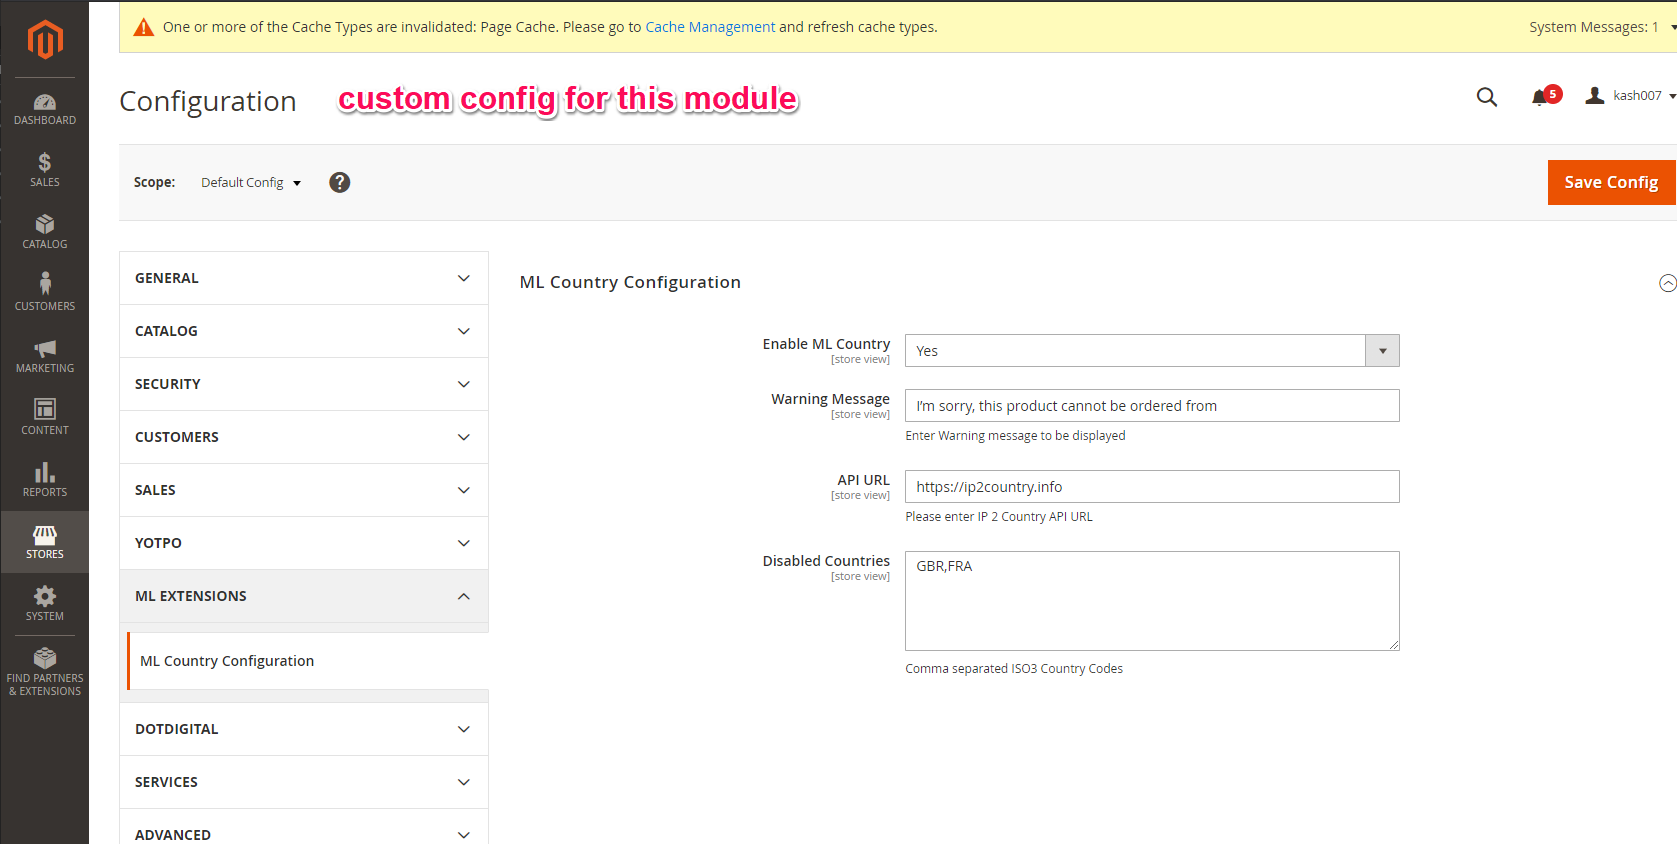 One or more of the Cache Types are invalidated: Page Cache. Please go to Cache Management and refresh cache types.
System Messages: 1
Configuration
custom config for this module
5
kash007
Scope:
Default Config
?
Save Config
DASHBOARD
SALES
CATALOG
CUSTOMERS
MARKETING
CONTENT
REPORTS
STORES
SYSTEM
FIND PARTNERS
& EXTENSIONS
GENERAL
CATALOG
SECURITY
CUSTOMERS
SALES
YOTPO
ML EXTENSIONS
ML Country Configuration
DOTDIGITAL
SERVICES
ADVANCED
ML Country Configuration
Enable ML Country
[store view]
Yes
Warning Message
[store view]
I'm sorry, this product cannot be ordered from
Enter Warning message to be displayed
API URL
[store view]
https://ip2country.info
Please enter IP 2 Country API URL
Disabled Countries
[store view]
GBR,FRA
Comma separated ISO3 Country Codes